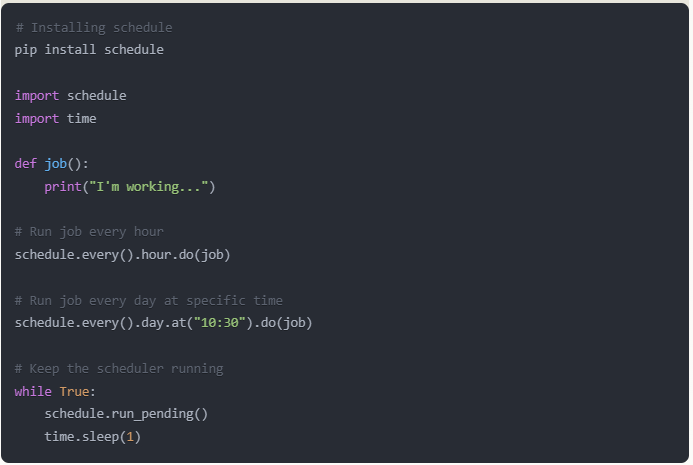 # Installing schedule
pip install schedule

import schedule
import time

def job():
    print("I'm working...")

# Run job every hour
schedule.every().hour.do(job)

# Run job every day at specific time
schedule.every().day.at("10:30").do(job)

# Keep the scheduler running
while True:
    schedule.run_pending()
    time.sleep(1)